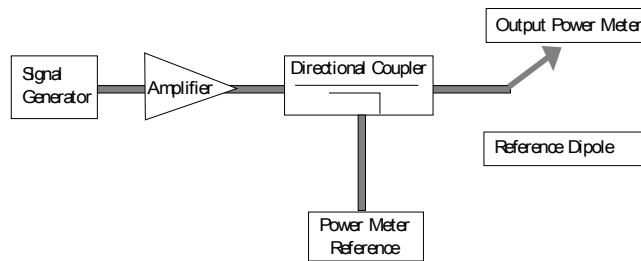 Output Power Meter
Directional Coupler
Signal
Generator
Amplifier
Reference Dipole
Power Meter
Reference